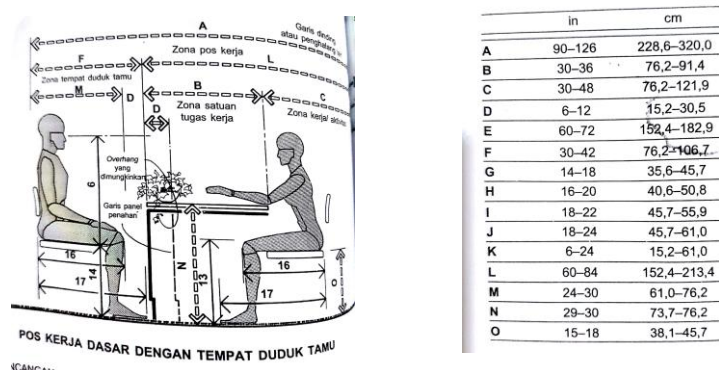 A
Garis dinding
atau penghalang lain
Zona pos kerja
F
L
Zona tempat duduk tamu
M
D
B
C
D
Zona satuan
tugas kerja
Zona kerja/
Overhang
yang
dimungkinkan
6
Garis panel
penahan
N
16
14
17
13
16
17
O
POS KERJA DASAR DENGAN TEMPAT DUDUK TAMU
in cm
A 90–126 228,6–320,0
B 30–36 76,2–91,4
C 30–48 76,2–121,9
D 6–12 15,2–30,5
E 60–72 152,4–182,9
F 30–42 76,2–106,7
G 14–18 35,6–45,7
H 16–20 40,6–50,8
I 18–22 45,7–55,9
J 18–24 45,7–61,0
K 6–24 15,2–61,0
L 60–84 152,4–213,4
M 24–30 61,0–76,2
N 29–30 73,7–76,2
O 15–18 38,1–45,7